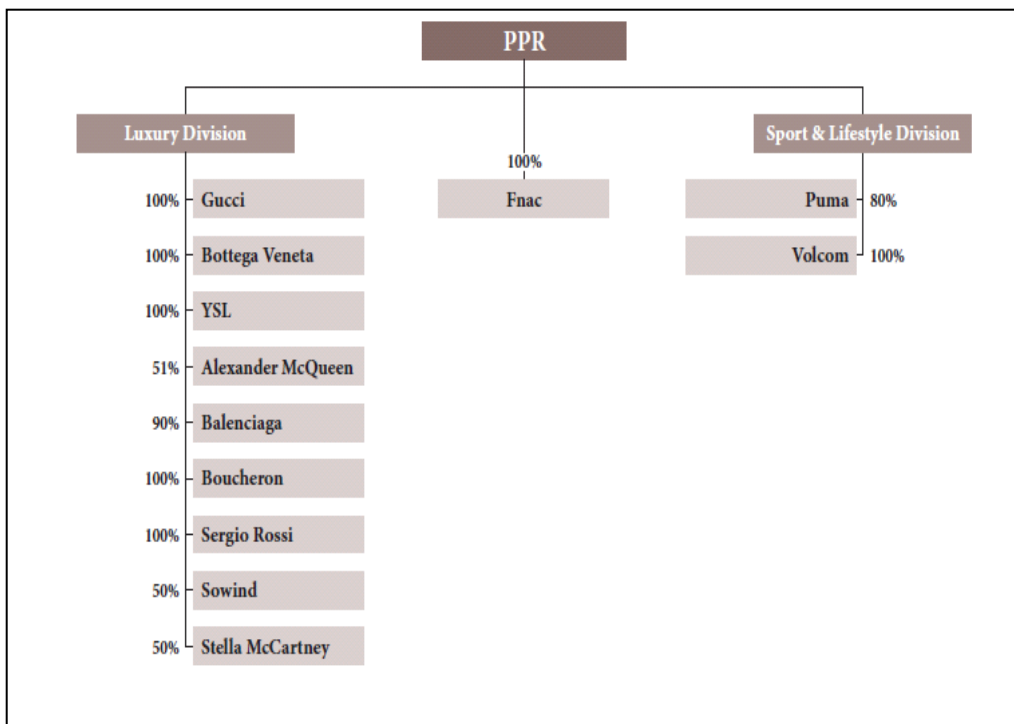 PPR
Luxury Division
Sport & Lifestyle Division
100%
100% Gucci
Fnac
Puma 80%
100% Bottega Veneta
Volcom 100%
100% YSL
51% Alexander McQueen
90% Balenciaga
100% Boucheron
100% Sergio Rossi
50% Sowind
50% Stella McCartney